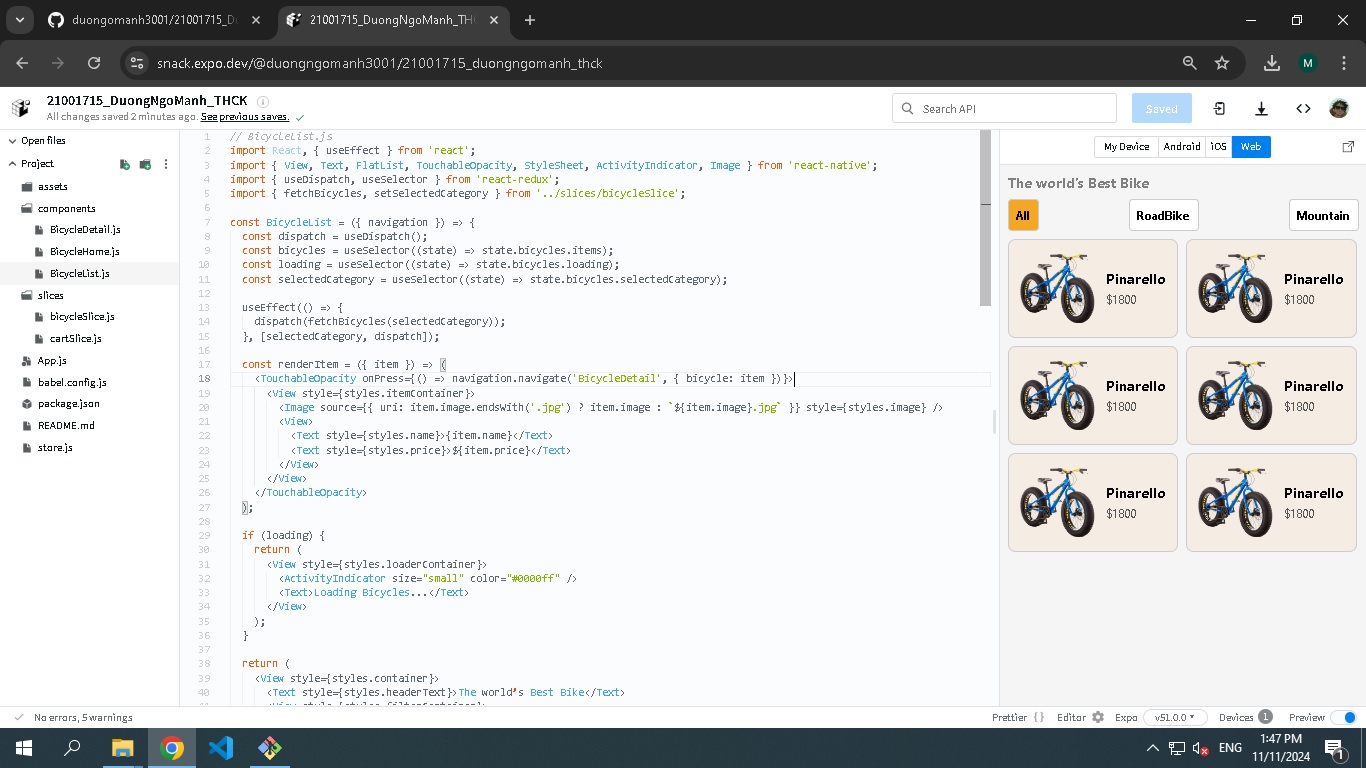 duongomanh3001/21001715_Du
21001715_DuongNgoManh_TH
snack.expo.dev/@duongngomanh3001/21001715_duongngomanh_thck
M
21001715_DuongNgoManh_THCK
All changes saved 2 minutes ago. See previous saves.
Search API
Saved
Open files
Project
assets
components
BicycleDetail.js
BicycleHome.js
BicycleList.js
slices
bicycleSlice.js
cartSlice.js
App.js
babel.config.js
package.json
README.md
store.js
1 // BicycleList.js
2 import React, { useEffect } from 'react';
3 import { View, Text, FlatList, TouchableOpacity, StyleSheet, ActivityIndicator, Image } from 'react-native';
4 import { useDispatch, useSelector } from 'react-redux';
5 import { fetchBicycles, setSelectedCategory } from '../slices/bicycleSlice';
6
7 const BicycleList = ({ navigation }) => {
8 const dispatch = useDispatch();
9 const bicycles = useSelector((state) => state.bicycles.items);
10 const loading = useSelector((state) => state.bicycles.loading);
11 const selectedCategory = useSelector((state) => state.bicycles.selectedCategory);
12
13 useEffect(() => {
14 dispatch(fetchBicycles(selectedCategory));
15 }, [selectedCategory, dispatch]);
16
17 const renderItem = ({ item }) => (
18 <TouchableOpacity onPress={() => navigation.navigate('BicycleDetail', { bicycle: item })}>
19 <View style={styles.itemContainer}>
20 <Image source={{ uri: item.image.endsWith('.jpg') ? item.image : `${item.image}.jpg` }} style={styles.image} />
21 <View>
22 <Text style={styles.name}>{item.name}</Text>
23 <Text style={styles.price}>${item.price}</Text>
24 </View>
25 </View>
26 </TouchableOpacity>
27 );
28
29 if (loading) {
30 return (
31 <View style={styles.loaderContainer}>
32 <ActivityIndicator size="small" color="#0000ff" />
33 <Text>Loading Bicycles...</Text>
34 </View>
35 );
36 }
37
38 return (
39 <View style={styles.container}>
40 <Text style={styles.headerText}>The world's Best Bike</Text>
41 <View style={styles.filterContainer}>
My Device
Android
iOS
Web
The world's Best Bike
All
RoadBike
Mountain
Pinarello
$1800
Pinarello
$1800
Pinarello
$1800
Pinarello
$1800
Pinarello
$1800
Pinarello
$1800
No errors, 5 warnings
Prettier { }
Editor
Expo
v51.0.0
Devices 1
Preview
ENG
1:47 PM
11/11/2024
1